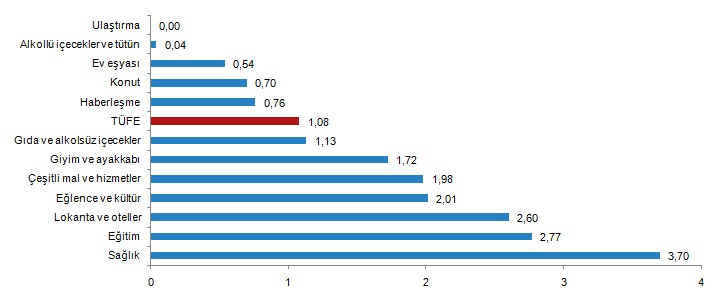 Ulaştırma 0,00
Alkollü içecekler ve tütün 0,04
Ev eşyası 0,54
Konut 0,70
Haberleşme 0,76
TÜFE 1,08
Gıda ve alkolsüz içecekler 1,13
Giyim ve ayakkabı 1,72
Çeşitli mal ve hizmetler 1,98
Eğlence ve kültür 2,01
Lokanta ve oteller 2,60
Eğitim 2,77
Sağlık 3,70
0 1 2 3 4